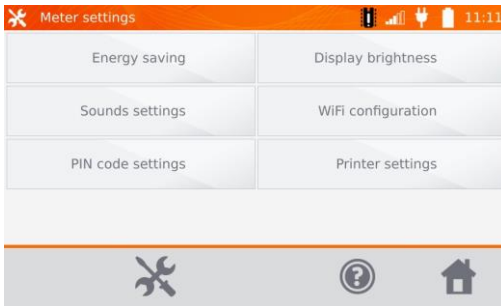 Meter settings 11:11
Energy saving Display brightness
Sounds settings WiFi configuration
PIN code settings Printer settings
?